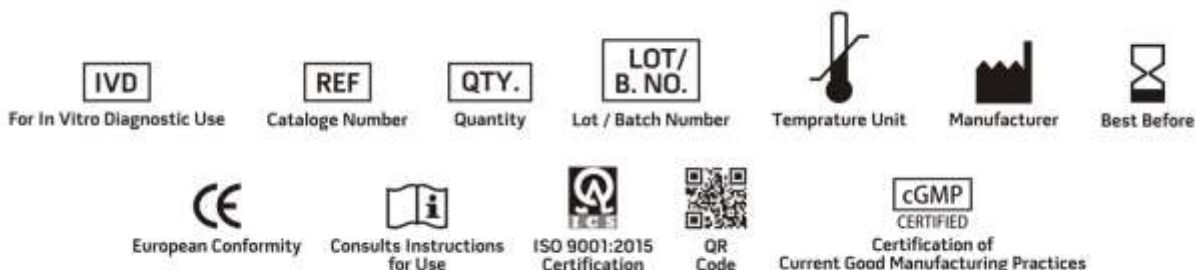 IVD
For In Vitro Diagnostic Use
REF
Cataloge Number
QTY.
Quantity
LOT/
B. NO.
Lot / Batch Number
Temprature Unit
Manufacturer
Best Before
CE
European Conformity
i
Consults Instructions
for Use
ICS
ISO 9001:2015
Certification
QR
Code
cGMP
CERTIFIED
Certification of
Current Good Manufacturing Practices